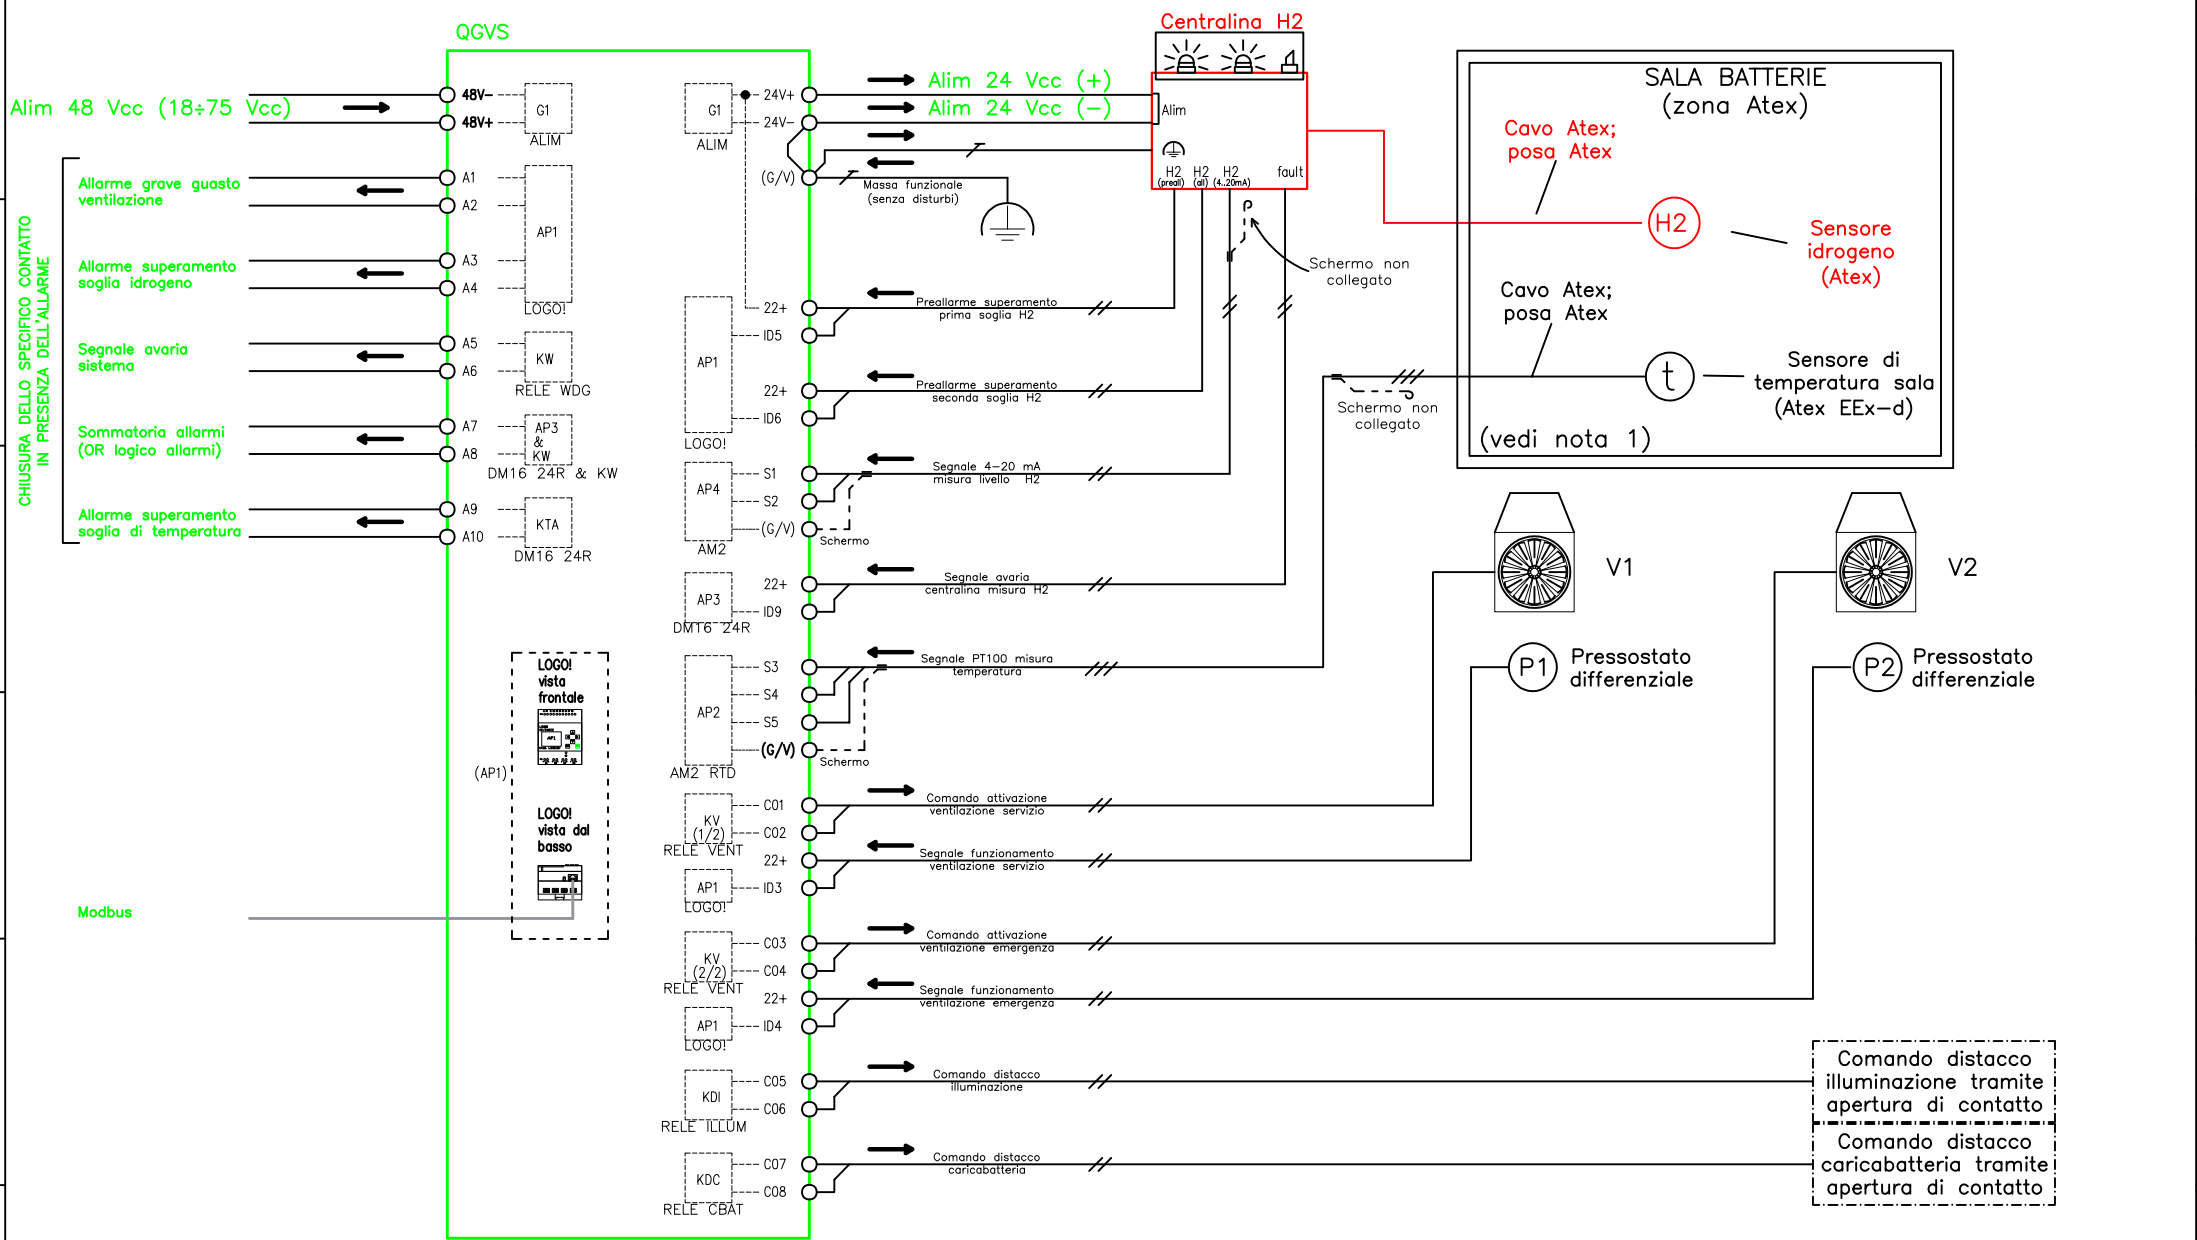 QGVS
Alim 48 Vcc (18÷75 Vcc)
48V-
48V+
G1
ALIM
CHIUSURA DELLO SPECIFICO CONTATTO
IN PRESENZA DELL'ALLARME
Allarme grave guasto
ventilazione
A1
A2
AP1
Allarme superamento
soglia idrogeno
A3
A4
LOGO!
Segnale avaria
sistema
A5
A6
KW
RELE WDG
Sommatoria allarmi
(OR logico allarmi)
A7
A8
AP3
&
KW
DM16 24R & KW
Allarme superamento
soglia di temperatura
A9
A10
KTA
DM16 24R
LOGO!
vista
frontale
AP1
(AP1)
LOGO!
vista dal
basso
Modbus
G1
ALIM
24V+
24V-
(G/V)
Alim 24 Vcc (+)
Alim 24 Vcc (-)
Massa funzionale
(senza disturbi)
Centralina H2
Alim
H2
(preall)
H2
(all)
H2
(4..20mA)
fault
Schermo non
collegato
AP1
LOGO!
22+
ID5
Preallarme superamento
prima soglia H2
22+
ID6
Preallarme superamento
seconda soglia H2
AP4
AM2
S1
S2
(G/V)
Segnale 4-20 mA
misura livello H2
Schermo
AP3
DM16 24R
22+
ID9
Segnale avaria
centralina misura H2
AP2
AM2 RTD
S3
S4
S5
(G/V)
Segnale PT100 misura
temperatura
Schermo
KV
(1/2)
RELE VENT
C01
C02
Comando attivazione
ventilazione servizio
AP1
LOGO!
22+
ID3
Segnale funzionamento
ventilazione servizio
KV
(2/2)
RELE VENT
C03
C04
Comando attivazione
ventilazione emergenza
AP1
LOGO!
22+
ID4
Segnale funzionamento
ventilazione emergenza
KDI
RELE ILLUM
C05
C06
Comando distacco
illuminazione
KDC
RELE CBAT
C07
C08
Comando distacco
caricabatteria
SALA BATTERIE
(zona Atex)
Cavo Atex;
posa Atex
H2
Sensore
idrogeno
(Atex)
Cavo Atex;
posa Atex
t
Sensore di
temperatura sala
(Atex EEx-d)
Schermo non
collegato
(vedi nota 1)
V1
V2
P1
Pressostato
differenziale
P2
Pressostato
differenziale
Comando distacco
illuminazione tramite
apertura di contatto
Comando distacco
caricabatteria tramite
apertura di contatto